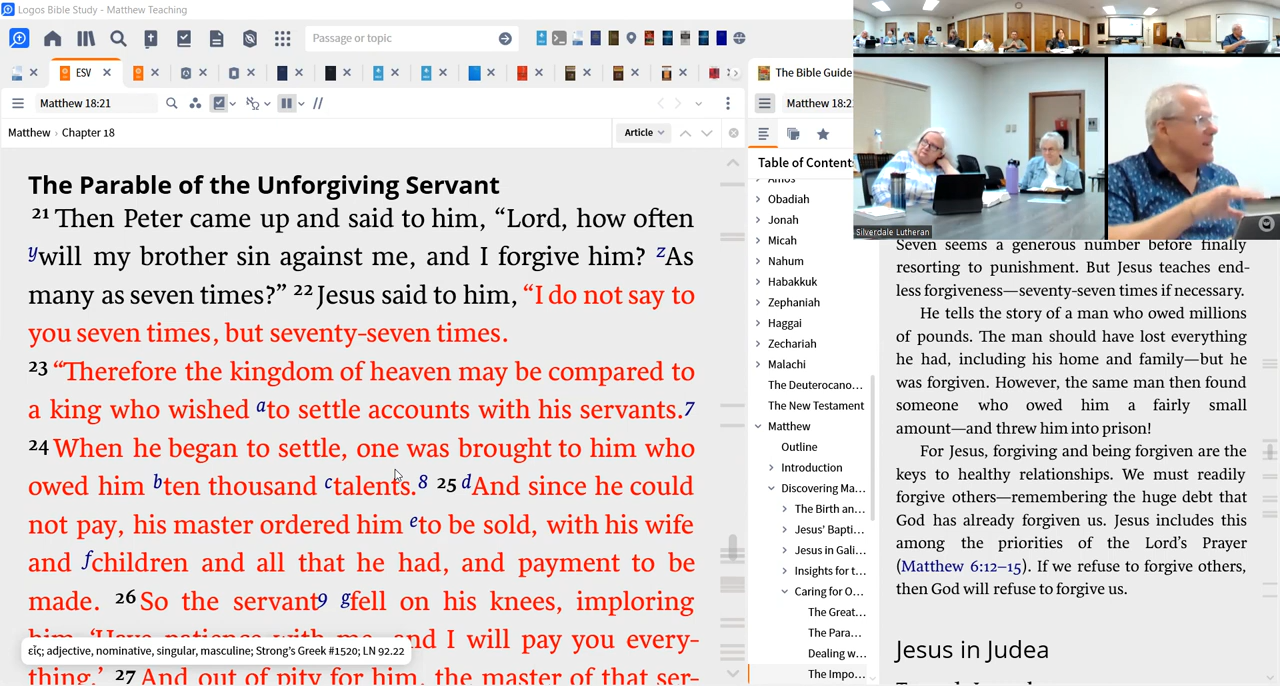 Logos Bible Study - Matthew Teaching
Passage or topic
ESV
The Bible Guide
Matthew 18:21
Matthew 18:2
Matthew › Chapter 18
Article
The Parable of the Unforgiving Servant
21 Then Peter came up and said to him, “Lord, how often
y will my brother sin against me, and I forgive him? z As
many as seven times?” 22 Jesus said to him, “I do not say to
you seven times, but seventy-seven times.
23 “Therefore the kingdom of heaven may be compared to
a king who wished a to settle accounts with his servants.7
24 When he began to settle, one was brought to him who
owed him b ten thousand c talents.8 25 d And since he could
not pay, his master ordered him e to be sold, with his wife
and f children and all that he had, and payment to be
made. 26 So the servant9 g fell on his knees, imploring
him, ‘Have patience with me, and I will pay you every-
thing.’ 27 And out of pity for him, the master of that ser-
εἷς; adjective, nominative, singular, masculine; Strong’s Greek #1520; LN 92.22
Table of Contents
Amos
Obadiah
Jonah
Micah
Nahum
Habakkuk
Zephaniah
Haggai
Zechariah
Malachi
The Deuterocano…
The New Testament
Matthew
Outline
Introduction
Discovering Ma…
The Birth an…
Jesus’ Bapti…
Jesus in Gali…
Insights for t…
Caring for O…
The Great…
The Para…
Dealing w…
The Impo…
Silverdale Lutheran
Seven seems a generous number before finally
resorting to punishment. But Jesus teaches end-
less forgiveness—seventy-seven times if necessary.
He tells the story of a man who owed millions
of pounds. The man should have lost everything
he had, including his home and family—but he
was forgiven. However, the same man then found
someone who owed him a fairly small
amount—and threw him into prison!
For Jesus, forgiving and being forgiven are the
keys to healthy relationships. We must readily
forgive others—remembering the huge debt that
God has already forgiven us. Jesus includes this
among the priorities of the Lord’s Prayer
(Matthew 6:12–15). If we refuse to forgive others,
then God will refuse to forgive us.
Jesus in Judea